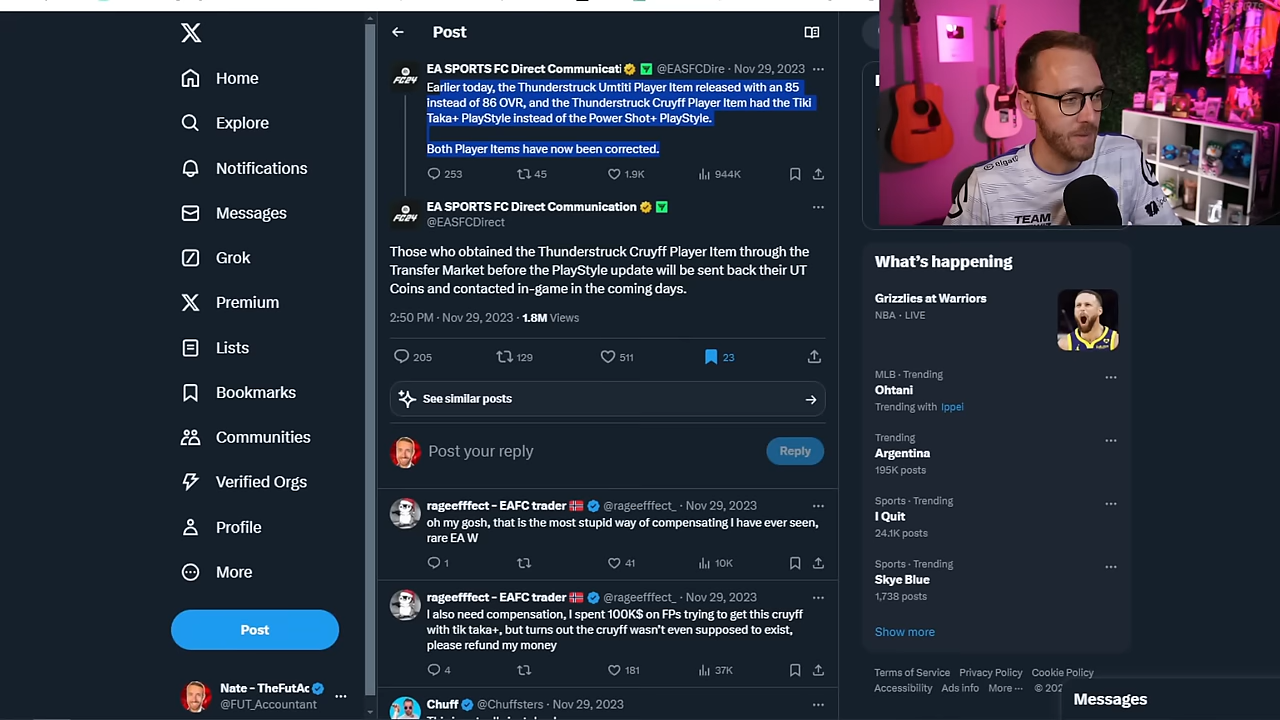 Post
EA SPORTS FC Direct Communicati @EASFCDire · Nov 29, 2023
Earlier today, the Thunderstruck Umtiti Player Item released with an 85
instead of 86 OVR, and the Thunderstruck Cruyff Player Item had the Tiki
Taka+ PlayStyle instead of the Power Shot+ PlayStyle.
Both Player Items have now been corrected.
253 45 1.9K 944K
EA SPORTS FC Direct Communication
@EASFCDirect
Those who obtained the Thunderstruck Cruyff Player Item through the
Transfer Market before the PlayStyle update will be sent back their UT
Coins and contacted in-game in the coming days.
2:50 PM · Nov 29, 2023 · 1.8M Views
205 129 511 23
See similar posts
Post your reply
Reply
rageefffect - EAFC trader @rageefffect_ · Nov 29, 2023
oh my gosh, that is the most stupid way of compensating I have ever seen,
rare EA W
1 41 10K
rageefffect - EAFC trader @rageefffect_ · Nov 29, 2023
I also need compensation, I spent 100K$ on FPs trying to get this cruyff
with tik taka+, but turns out the cruyff wasn't even supposed to exist,
please refund my money
4 181 37K
Chuff @Chuffsters · Nov 29, 2023
Home
Explore
Notifications
Messages
Grok
Premium
Lists
Bookmarks
Communities
Verified Orgs
Profile
More
Post
Nate - TheFutAc
@FUT_Accountant
FC24
FC24
TEAM
What's happening
Grizzlies at Warriors
NBA · LIVE
MLB · Trending
Ohtani
Trending with Ippei
Trending
Argentina
195K posts
Sports · Trending
I Quit
24.1K posts
Sports · Trending
Skye Blue
1,738 posts
Show more
Terms of Service Privacy Policy Cookie Policy
Accessibility Ads info More ··· © 202
Messages